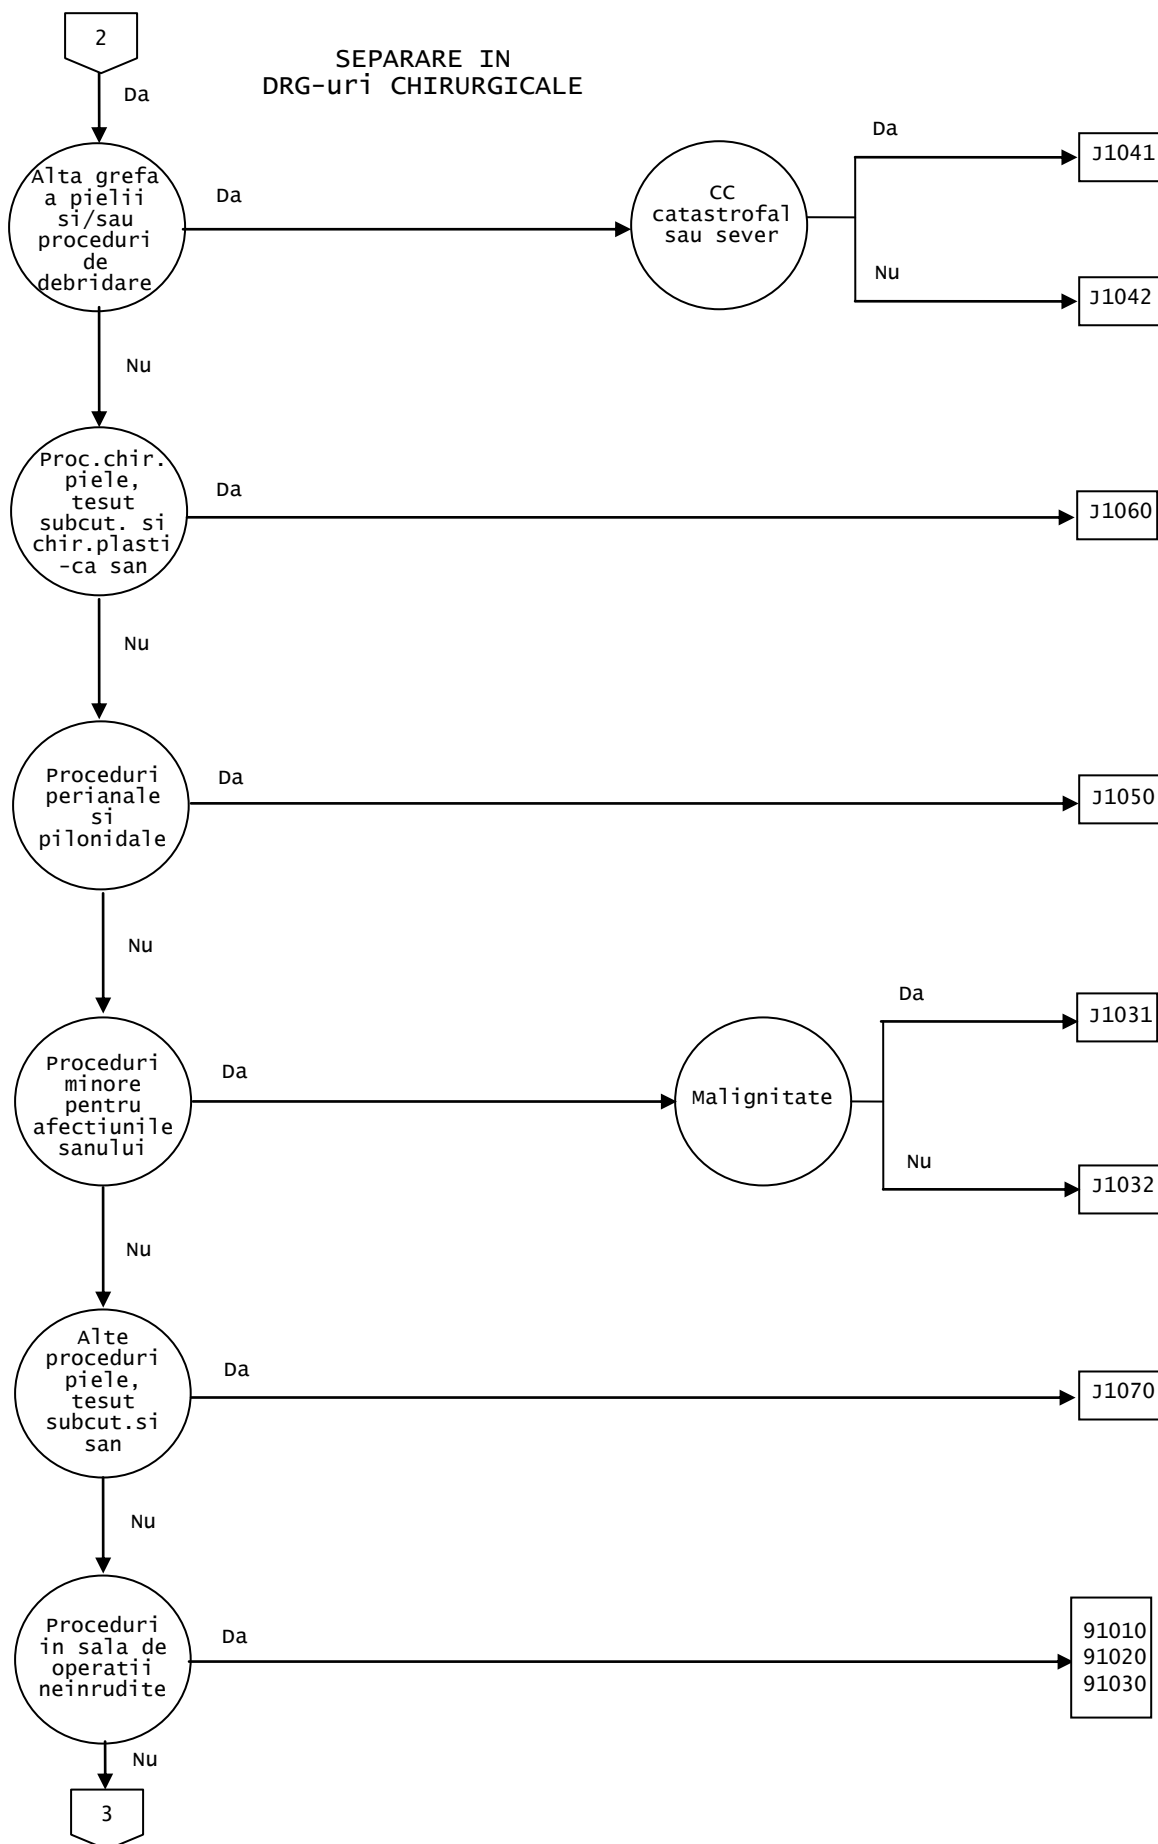 2
SEPARARE IN
DRG-uri CHIRURGICALE
Da
Alta grefa
a pielii
si/sau
proceduri
de
debridare
Da
CC
catastrofal
sau sever
Da
J1041
Nu
J1042
Nu
Proc.chir.
piele,
tesut
subcut. si
chir.plasti
-ca san
Da
J1060
Nu
Proceduri
perianale
si
pilonidale
Da
J1050
Nu
Proceduri
minore
pentru
afectiunile
sanului
Da
Malignitate
Da
J1031
Nu
J1032
Nu
Alte
proceduri
piele,
tesut
subcut.si
san
Da
J1070
Nu
Proceduri
in sala de
operatii
neinrudite
Da
91010
91020
91030
Nu
3